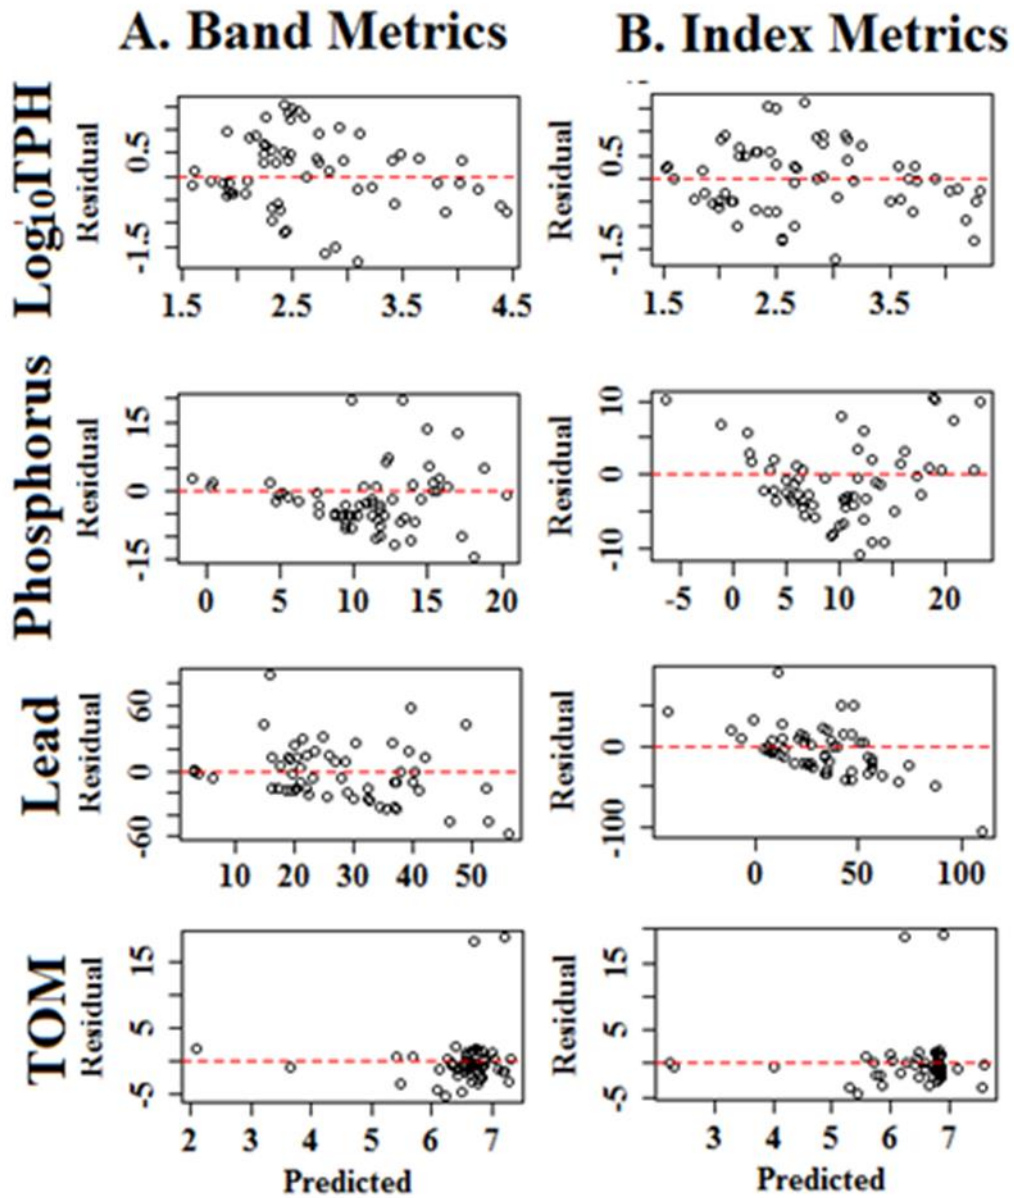 A. Band Metrics
B. Index Metrics
Log10TPH
Residual
0.5
-1.5
1.5 2.5 3.5 4.5
Residual
0.5
-1.5
1.5 2.5 3.5
Phosphorus
Residual
15
0
-15
0 5 10 15 20
Residual
10
0
-10
-5 0 5 10 20
Lead
Residual
60
0
-60
10 20 30 40 50
Residual
0
-100
0 50 100
TOM
Residual
15
5
-5
2 3 4 5 6 7
Predicted
Residual
15
5
-5
3 4 5 6 7
Predicted